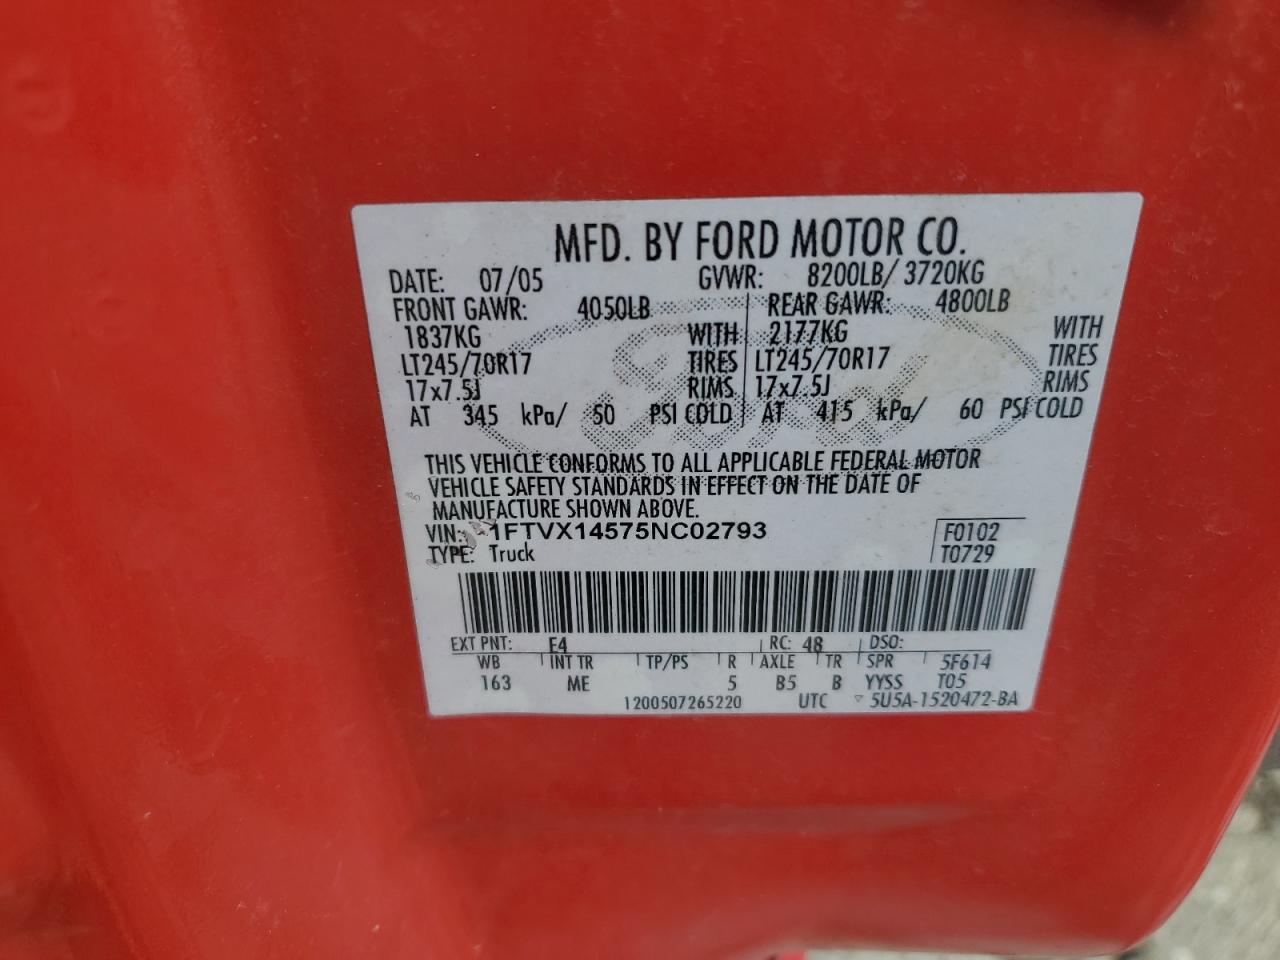 MFD. BY FORD MOTOR CO.
DATE: 07/05 GVWR: 8200LB/ 3720KG
FRONT GAWR: 4050LB REAR GAWR: 4800LB
1837KG WITH 2177KG WITH
LT245/70R17 TIRES LT245/70R17 TIRES
17x7.5J RIMS 17x7.5J RIMS
AT 345 kPa/ 50 PSI COLD AT 415 kPa/ 60 PSI COLD
THIS VEHICLE CONFORMS TO ALL APPLICABLE FEDERAL MOTOR
VEHICLE SAFETY STANDARDS IN EFFECT ON THE DATE OF
MANUFACTURE SHOWN ABOVE.
VIN: 1FTVX14575NC02793 F0102
TYPE: Truck T0729
EXT PNT: E4 RC: 48 DSO:
WB INT TR TP/PS R AXLE TR SPR 5F614
163 ME 5 B5 B YYSS T05
1200507265220 UTC 5U5A-1520472-BA